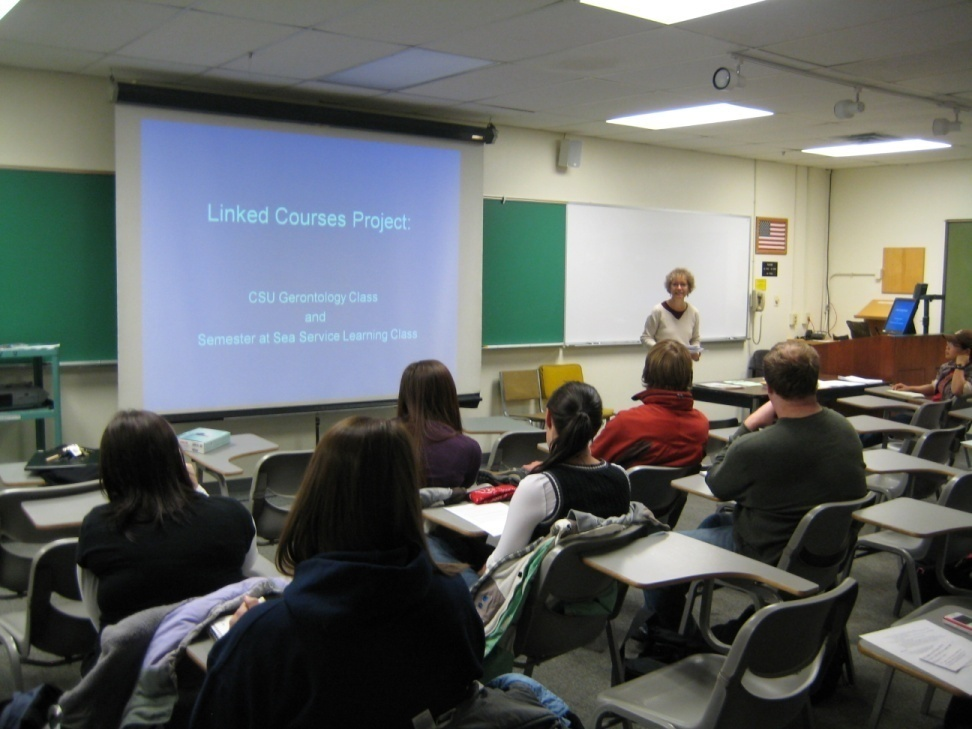 Linked Courses Project:
CSU Gerontology Class
and
Semester at Sea Service Learning Class